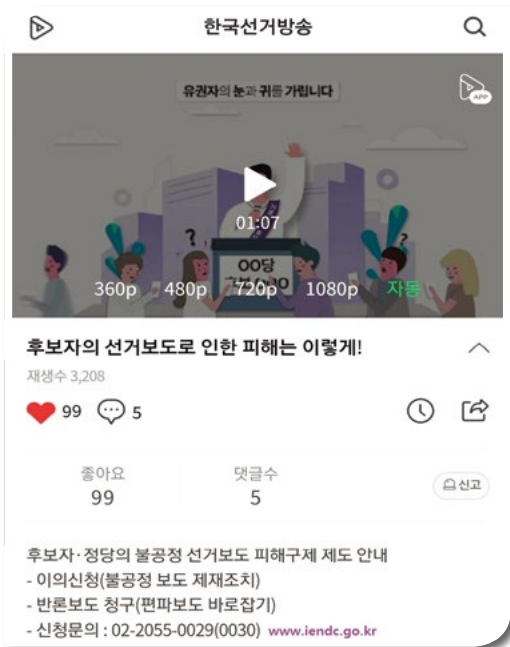 한국선거방송
유권자의 눈과 귀를 가립니다
APP
01:07
?
?
OO당
360p 480p 720p 1080p 자동
후보자의 선거보도로 인한 피해는 이렇게!
재생수 3,208
99 5
좋아요 댓글수
99 5
신고
후보자·정당의 불공정 선거보도 피해구제 제도 안내
- 이의신청(불공정 보도 제재조치)
- 반론보도 청구(편파보도 바로잡기)
- 신청문의 : 02-2055-0029(0030) www.iendc.go.kr